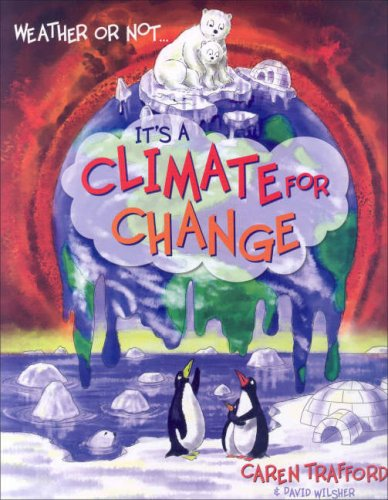 WEATHER OR NOT...
IT'S A
CLIMATE FOR
CHANGE
CAREN TRAFFORD
& DAVID WILSHER